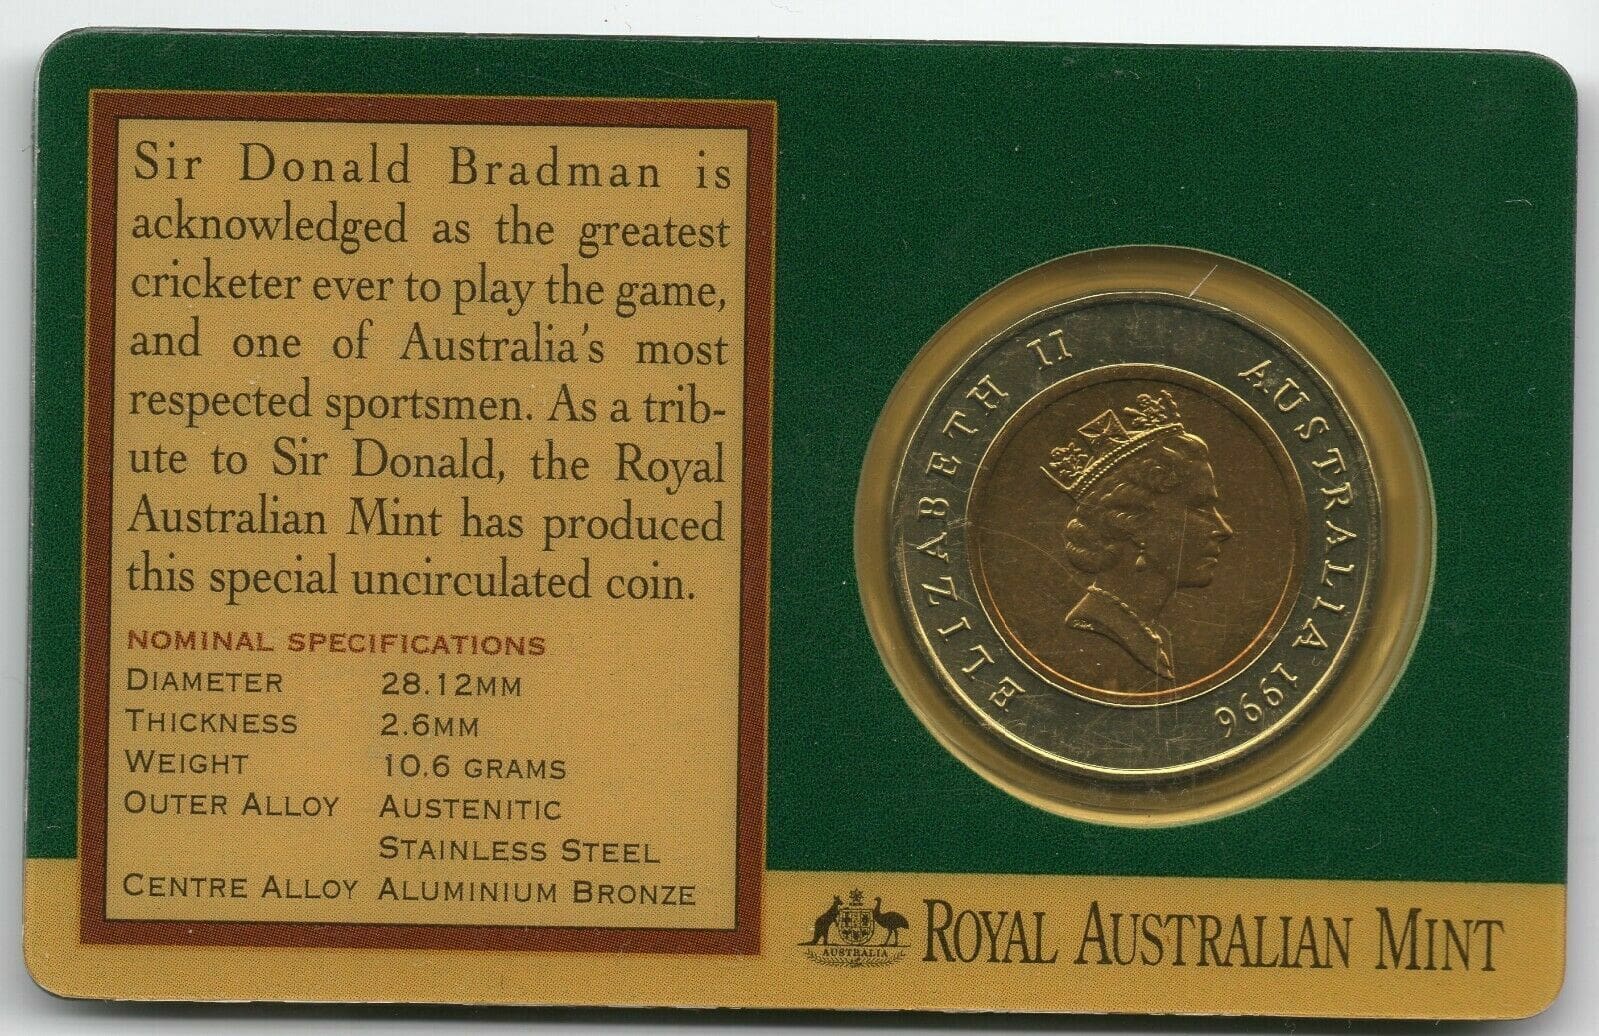 Sir Donald Bradman is
acknowledged as the greatest
cricketer ever to play the game,
and one of Australia's most
respected sportsmen. As a trib-
ute to Sir Donald, the Royal
Australian Mint has produced
this special uncirculated coin.
NOMINAL SPECIFICATIONS
DIAMETER 28.12MM
THICKNESS 2.6MM
WEIGHT 10.6 GRAMS
OUTER ALLOY AUSTENITIC
STAINLESS STEEL
CENTRE ALLOY ALUMINIUM BRONZE
ELIZABETH II AUSTRALIA 1996
AUSTRALIA
ROYAL AUSTRALIAN MINT